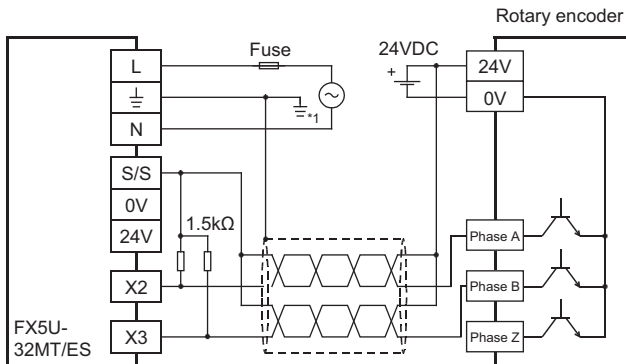 Rotary encoder
L
Fuse
24VDC
+
24V
0V
*1
N
S/S
0V
24V
1.5kΩ
Phase A
X2
Phase B
FX5U-
32MT/ES
X3
Phase Z